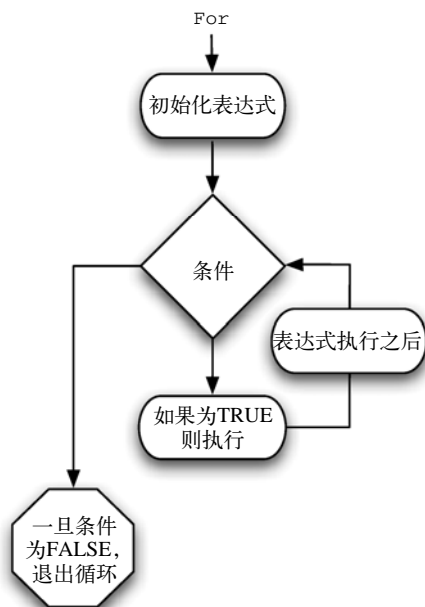 For
初始化表达式
条件
表达式执行之后
如果为TRUE
则执行
一旦条件
为FALSE，
退出循环